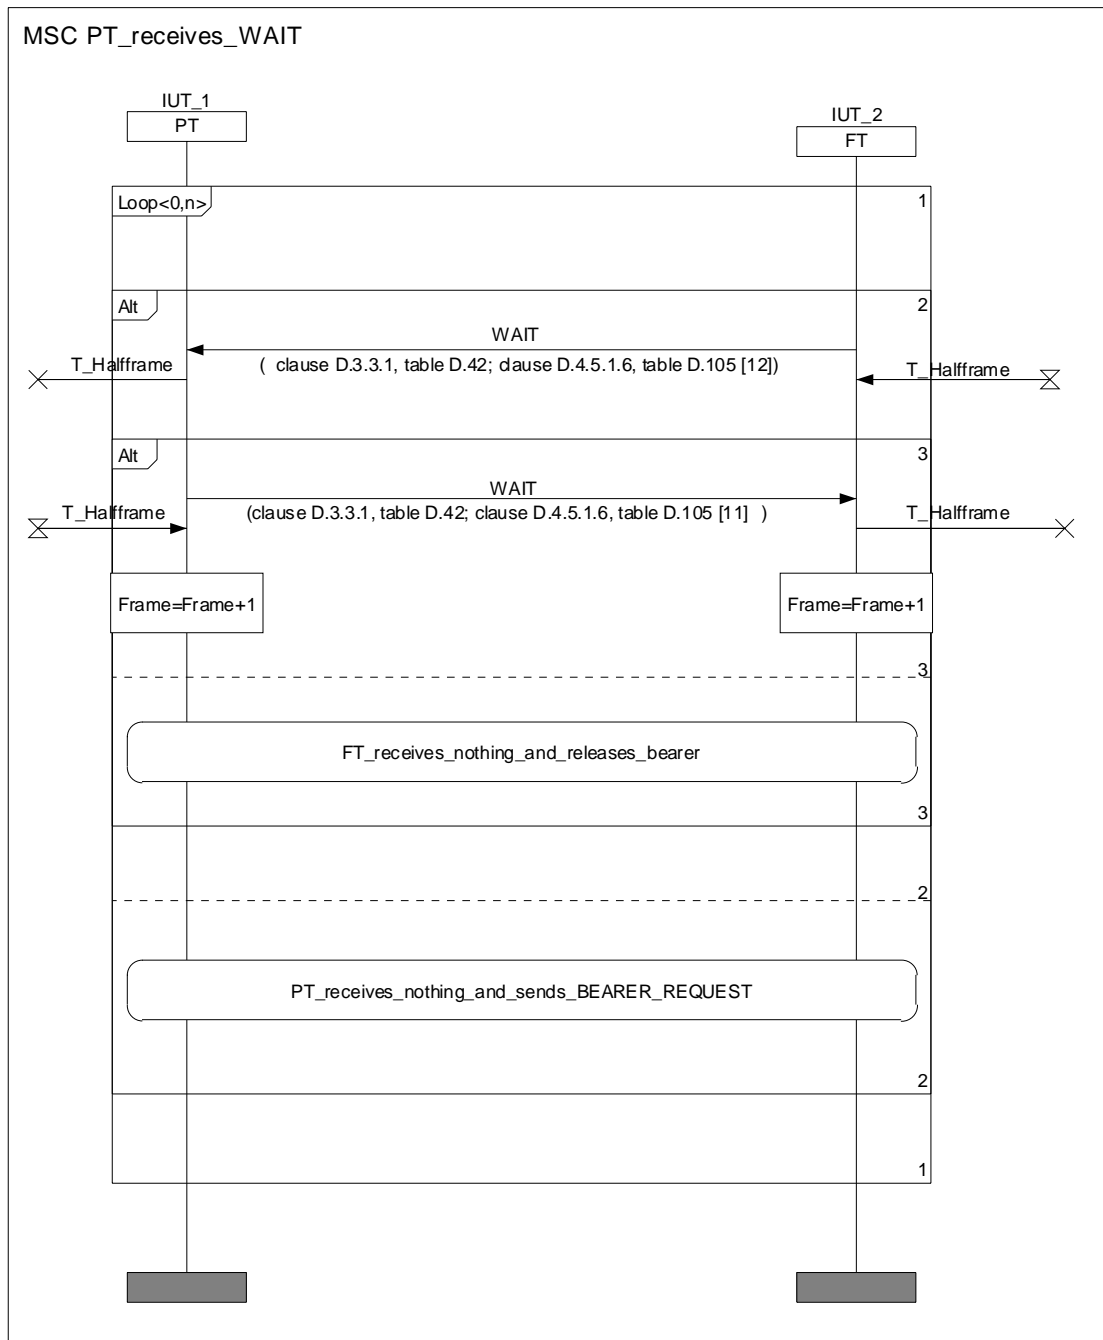 MSC PT_receives_WAIT
IUT_1
PT
IUT_2
FT
Loop<0,n>
1
Alt
2
WAIT
( clause D.3.3.1, table D.42; clause D.4.5.1.6, table D.105 [12])
T_Halfframe
T_Halfframe
Alt
3
WAIT
(clause D.3.3.1, table D.42; clause D.4.5.1.6, table D.105 [11] )
T_Halfframe
T_Halfframe
Frame=Frame+1
Frame=Frame+1
3
FT_receives_nothing_and_releases_bearer
3
2
PT_receives_nothing_and_sends_BEARER_REQUEST
2
1